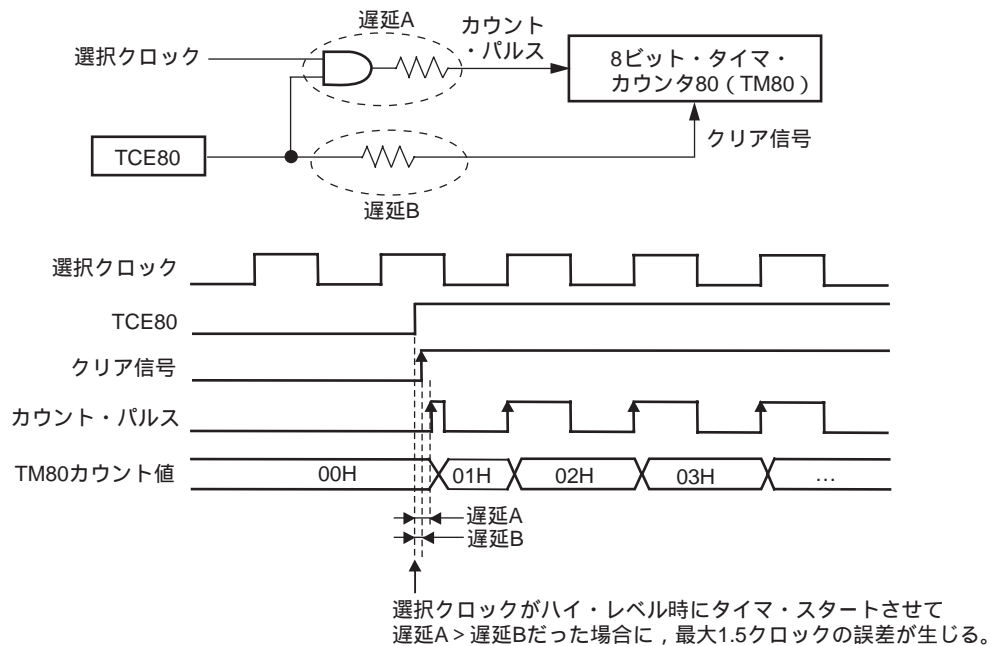 遅延A
カウント
・パルス
選択クロック
8ビット・タイマ・
カウンタ80（TM80）
クリア信号
TCE80
遅延B
選択クロック
TCE80
クリア信号
カウント・パルス
TM80カウント値
00H
01H
02H
03H
…
遅延A
遅延B
選択クロックがハイ・レベル時にタイマ・スタートさせて
遅延A＞遅延Bだった場合に，最大1.5クロックの誤差が生じる。